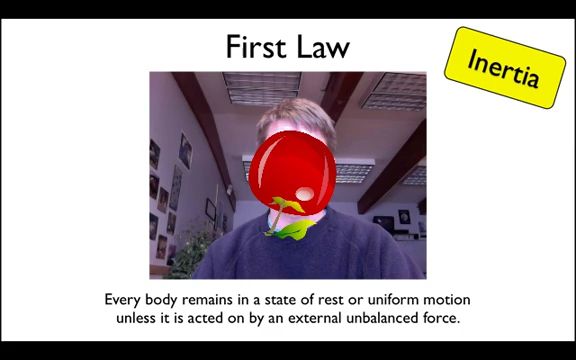 First Law
Inertia
Every body remains in a state of rest or uniform motion
unless it is acted on by an external unbalanced force.